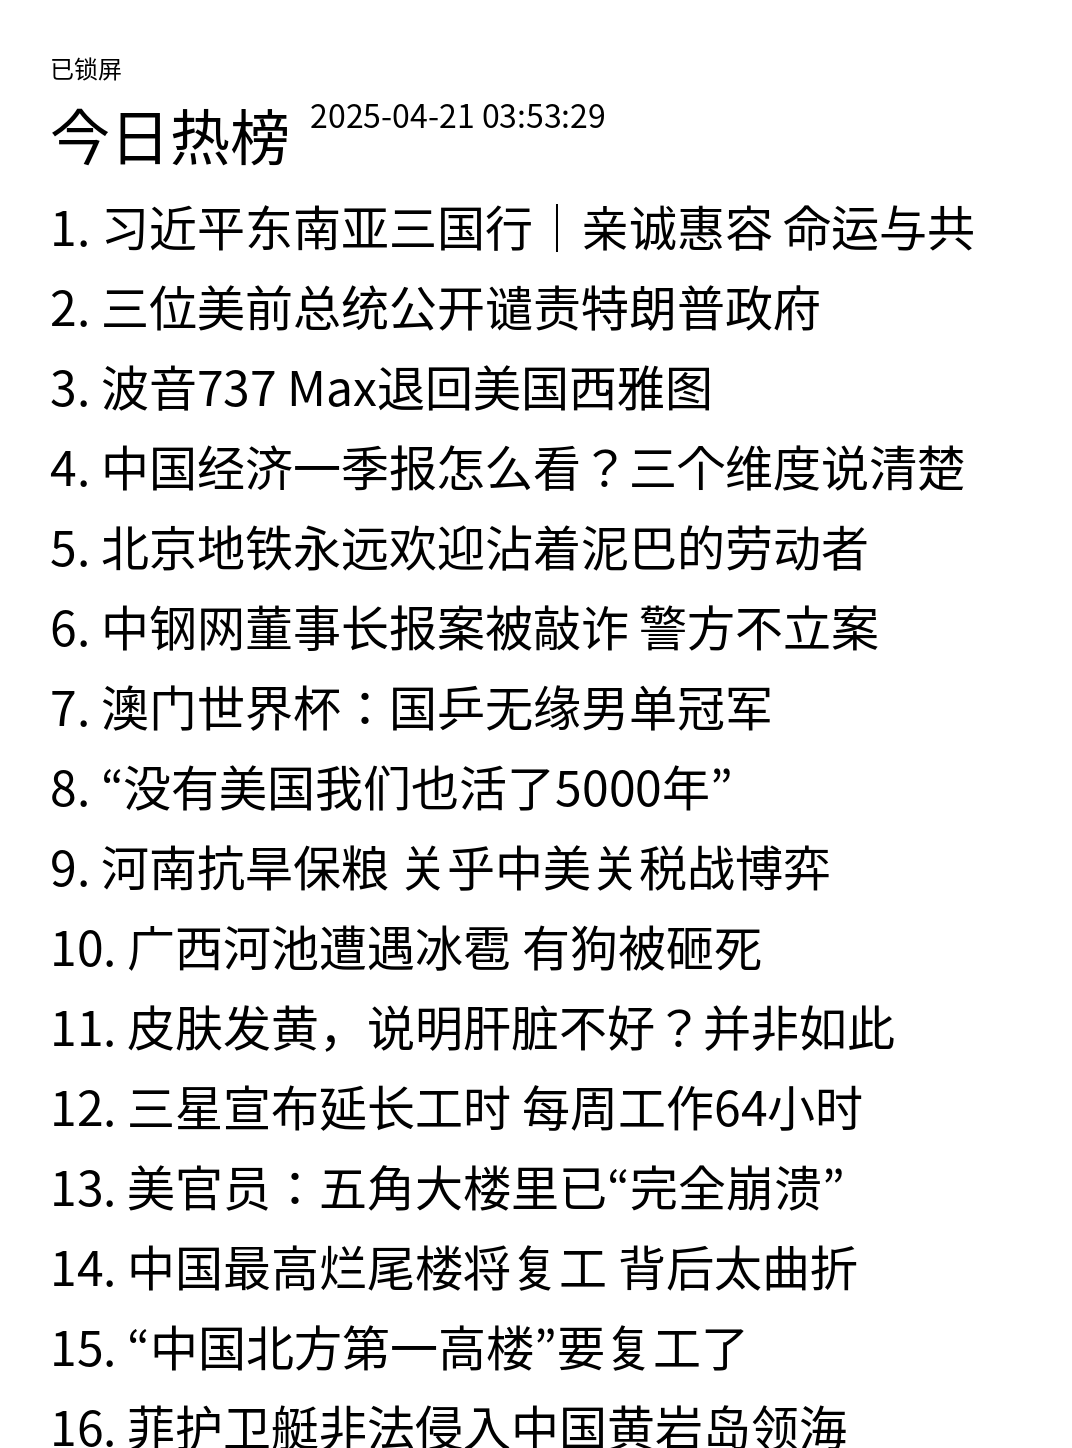 已锁屏
今日热榜 2025-04-21 03:53:29
1. 习近平东南亚三国行｜亲诚惠容 命运与共
2. 三位美前总统公开谴责特朗普政府
3. 波音737 Max退回美国西雅图
4. 中国经济一季报怎么看？三个维度说清楚
5. 北京地铁永远欢迎沾着泥巴的劳动者
6. 中钢网董事长报案被敲诈 警方不立案
7. 澳门世界杯：国乒无缘男单冠军
8. “没有美国我们也活了5000年”
9. 河南抗旱保粮 关乎中美关税战博弈
10. 广西河池遭遇冰雹 有狗被砸死
11. 皮肤发黄，说明肝脏不好？并非如此
12. 三星宣布延长工时 每周工作64小时
13. 美官员：五角大楼里已“完全崩溃”
14. 中国最高烂尾楼将复工 背后太曲折
15. “中国北方第一高楼”要复工了
16. 菲护卫艇非法侵入中国黄岩岛领海